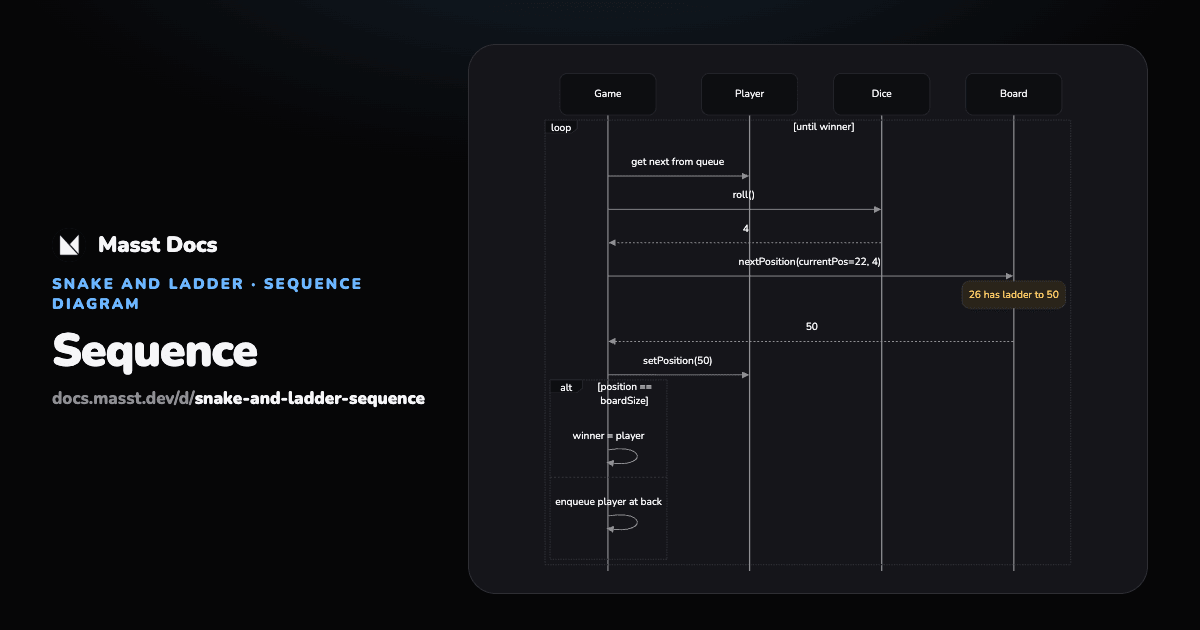 Masst Docs
SNAKE AND LADDER · SEQUENCE
DIAGRAM
Sequence
docs.masst.dev/d/snake-and-ladder-sequence
Game
Player
Dice
Board
loop
[until winner]
get next from queue
roll()
4
nextPosition(currentPos=22, 4)
26 has ladder to 50
50
setPosition(50)
alt
[position ==
boardSize]
winner = player
enqueue player at back